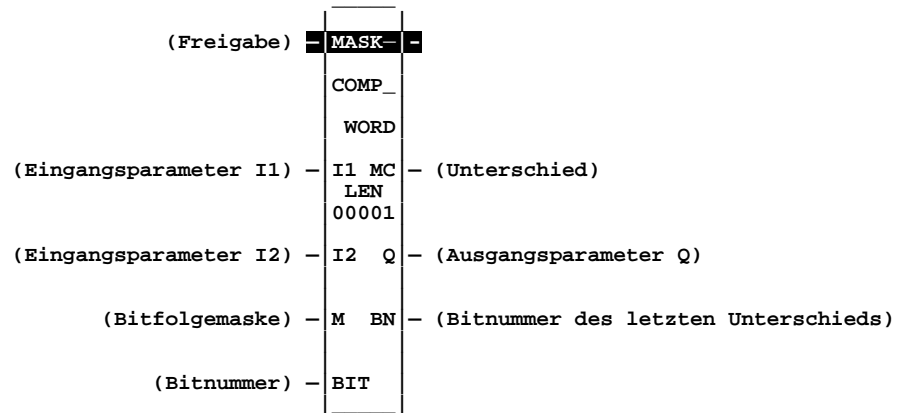 (Freigabe) –|MASK–|-
COMP_
WORD
(Eingangsparameter I1) –|I1 MC|– (Unterschied)
LEN
00001
(Eingangsparameter I2) –|I2 Q|– (Ausgangsparameter Q)
(Bitfolgemaske) –|M BN|– (Bitnummer des letzten Unterschieds)
(Bitnummer) –|BIT